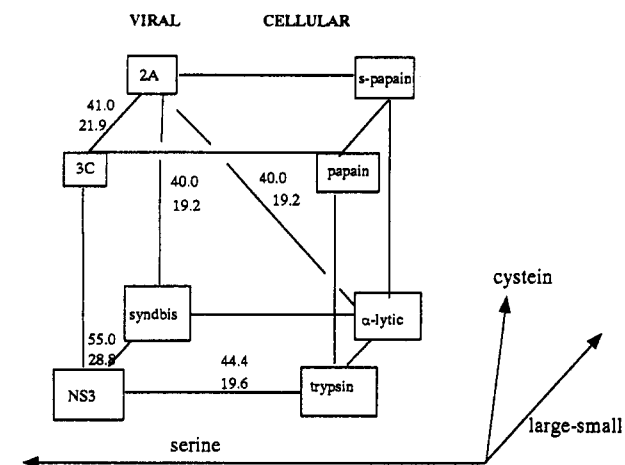 VIRAL CELLULAR
2A s-papain
41.0
21.9
3C papain
40.0 40.0
19.2 19.2
cystein
syndbis α-lytic
55.0
28.8 44.4
NS3 19.6 trypsin
large-small
serine